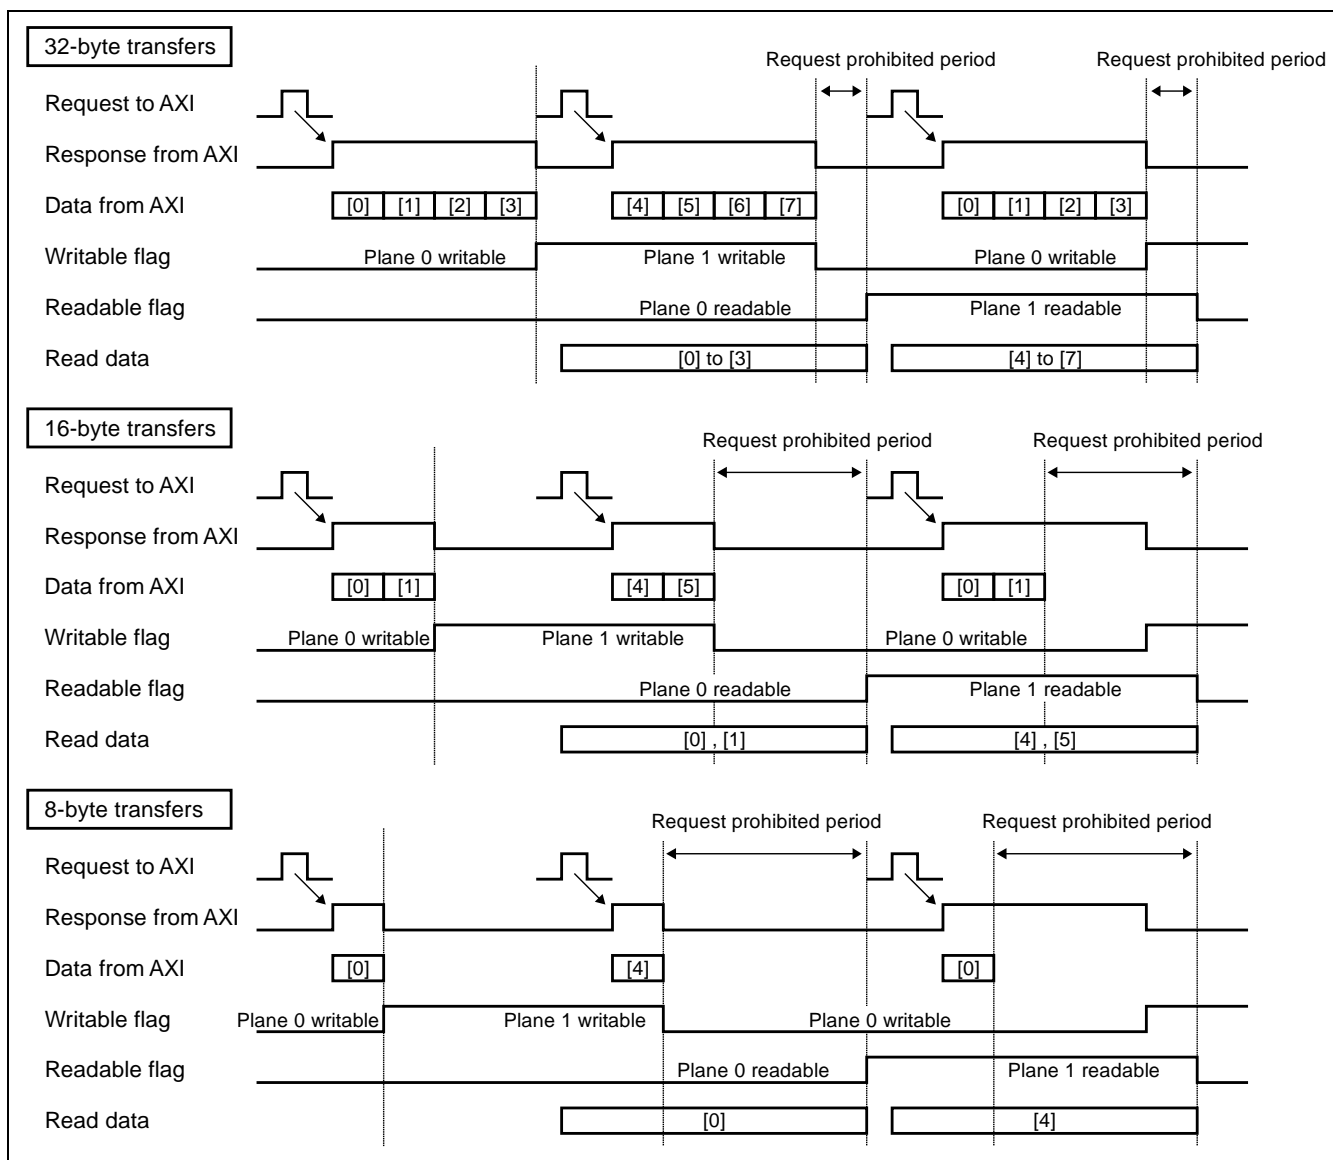 32-byte transfers
Request prohibited period Request prohibited period
Request to AXI
Response from AXI
Data from AXI [0] [1] [2] [3] [4] [5] [6] [7] [0] [1] [2] [3]
Writable flag Plane 0 writable Plane 1 writable Plane 0 writable
Readable flag Plane 0 readable Plane 1 readable
Read data [0] to [3] [4] to [7]
16-byte transfers
Request prohibited period Request prohibited period
Request to AXI
Response from AXI
Data from AXI [0] [1] [4] [5] [0] [1]
Writable flag Plane 0 writable Plane 1 writable Plane 0 writable
Readable flag Plane 0 readable Plane 1 readable
Read data [0] , [1] [4] , [5]
8-byte transfers
Request prohibited period Request prohibited period
Request to AXI
Response from AXI
Data from AXI [0] [4] [0]
Writable flag Plane 0 writable Plane 1 writable Plane 0 writable
Readable flag Plane 0 readable Plane 1 readable
Read data [0] [4]